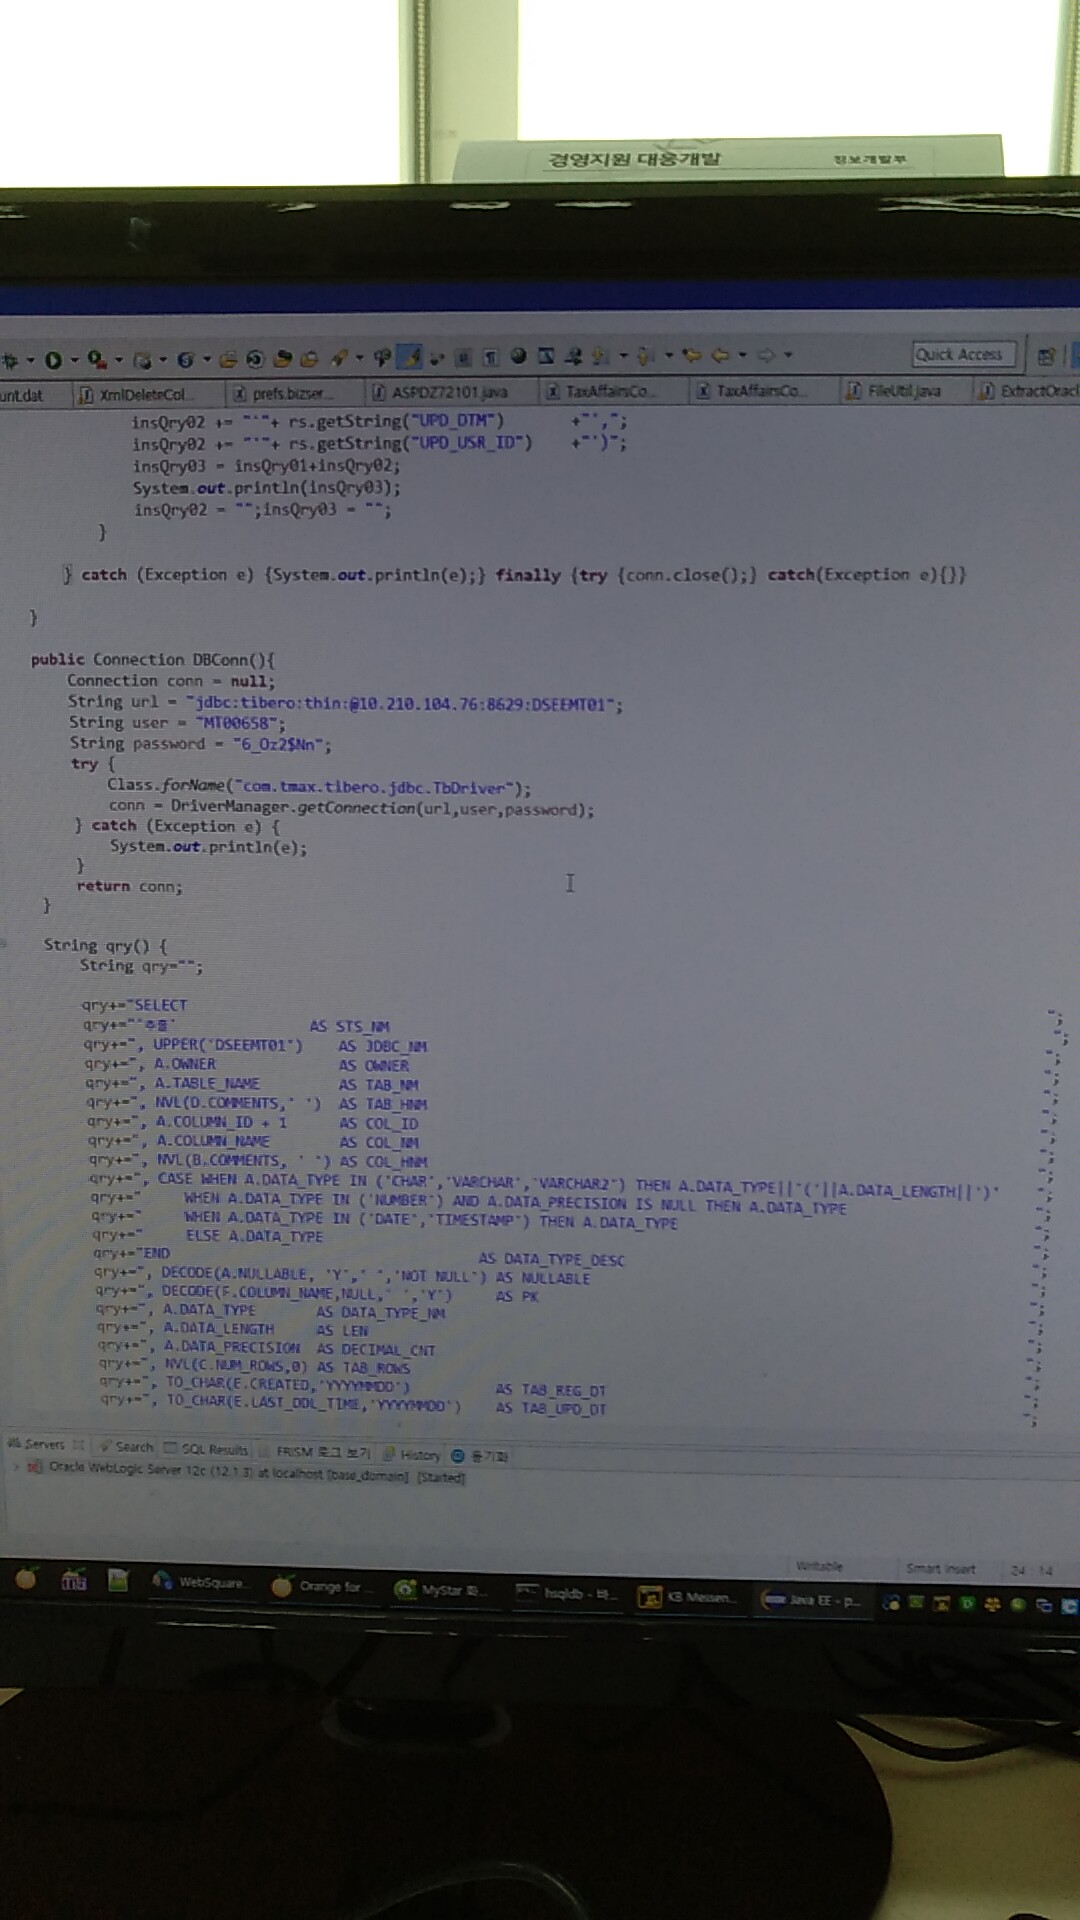 경영지원 대응개발 정보개발부
Quick Access
unt.dat XmlDeleteCol... prefs.bizser... ASPDZ72101.java TaxAffairsCo... TaxAffairsCo... FileUtil.java ExtractOracl
insQry02 += "'"+ rs.getString("UPD_DTM") +"',";
insQry02 += "'"+ rs.getString("UPD_USR_ID") +"')";
insQry03 = insQry01+insQry02;
System.out.println(insQry03);
insQry02 = "";insQry03 = "";
}
} catch (Exception e) {System.out.println(e);} finally {try {conn.close();} catch(Exception e){}}
}
public Connection DBConn(){
Connection conn = null;
String url = "jdbc:tibero:thin:@10.210.104.76:8629:DSEEMT01";
String user = "MT00658";
String password = "6_Oz2$Nn";
try {
Class.forName("com.tmax.tibero.jdbc.TbDriver");
conn = DriverManager.getConnection(url,user,password);
} catch (Exception e) {
System.out.println(e);
}
return conn;
}
String qry() {
String qry="";
qry+="SELECT ";
qry+="'추출' AS STS_NM ";
qry+=", UPPER('DSEEMT01') AS JDBC_NM ";
qry+=", A.OWNER AS OWNER ";
qry+=", A.TABLE_NAME AS TAB_NM ";
qry+=", NVL(D.COMMENTS,' ') AS TAB_HNM ";
qry+=", A.COLUMN_ID + 1 AS COL_ID ";
qry+=", A.COLUMN_NAME AS COL_NM ";
qry+=", NVL(B.COMMENTS, ' ') AS COL_HNM ";
qry+=", CASE WHEN A.DATA_TYPE IN ('CHAR','VARCHAR','VARCHAR2') THEN A.DATA_TYPE||'('||A.DATA_LENGTH||')' ";
qry+=" WHEN A.DATA_TYPE IN ('NUMBER') AND A.DATA_PRECISION IS NULL THEN A.DATA_TYPE ";
qry+=" WHEN A.DATA_TYPE IN ('DATE','TIMESTAMP') THEN A.DATA_TYPE ";
qry+=" ELSE A.DATA_TYPE ";
qry+="END AS DATA_TYPE_DESC ";
qry+=", DECODE(A.NULLABLE, 'Y',' ','NOT NULL') AS NULLABLE ";
qry+=", DECODE(F.COLUMN_NAME,NULL,' ','Y') AS PK ";
qry+=", A.DATA_TYPE AS DATA_TYPE_NM ";
qry+=", A.DATA_LENGTH AS LEN ";
qry+=", A.DATA_PRECISION AS DECIMAL_CNT ";
qry+=", NVL(C.NUM_ROWS,0) AS TAB_ROWS ";
qry+=", TO_CHAR(E.CREATED,'YYYYMMDD') AS TAB_REG_DT ";
qry+=", TO_CHAR(E.LAST_DDL_TIME,'YYYYMMDD') AS TAB_UPD_DT ";
Servers Search SQL Results FRISM 로그 보기 History 동기화
Oracle WebLogic Server 12c (12.1.3) at localhost [base_domain] [Started]
Writable Smart Insert 24 : 14
WebSquare... Orange for ... MyStar 화... hsqldb - 바... KB Messen... Java EE - p...